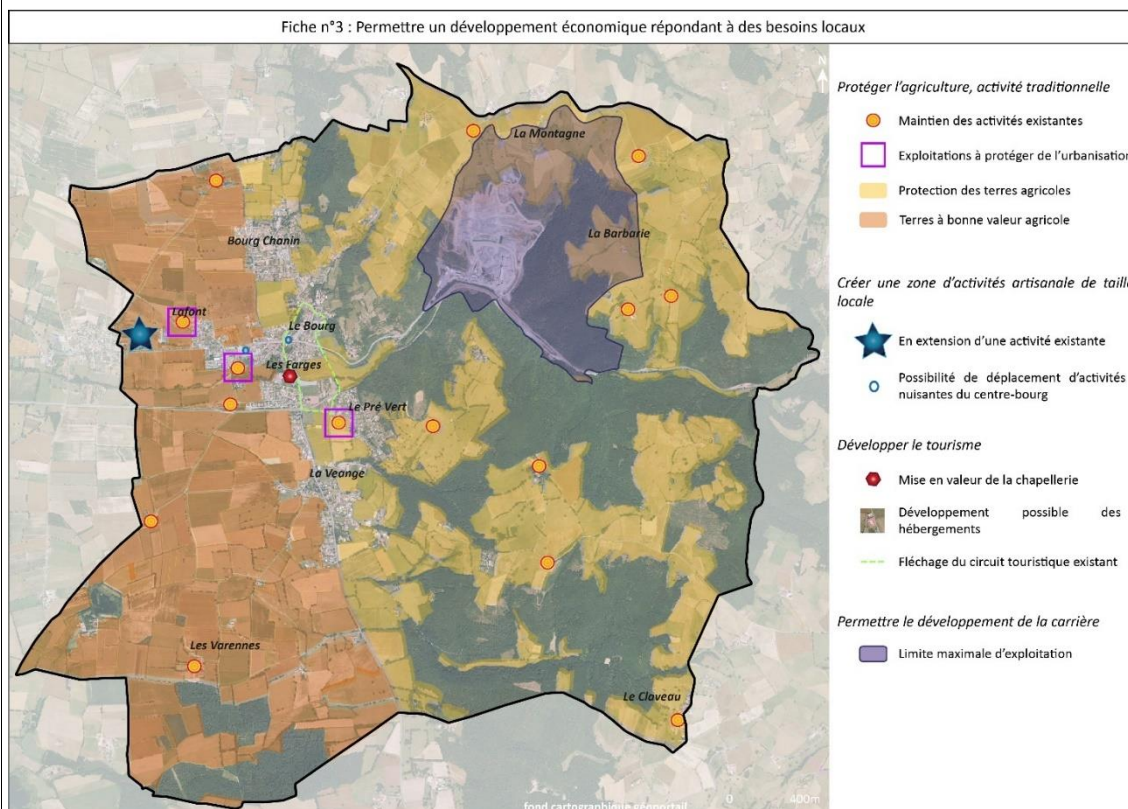 Fiche n°3 : Permettre un développement économique répondant à des besoins locaux
N
La Montagne
La Barbarie
Bourg Chanin
Lafont
Le Bourg
Les Farges
Le Pré Vert
La Veange
Les Varennes
Le Claveau
fond cartographique géoportail
0 400m
Protéger l'agriculture, activité traditionnelle
Maintien des activités existantes
Exploitations à protéger de l'urbanisation
Protection des terres agricoles
Terres à bonne valeur agricole
Créer une zone d'activités artisanale de taille
locale
En extension d'une activité existante
Possibilité de déplacement d'activités
nuisantes du centre-bourg
Développer le tourisme
Mise en valeur de la chapellerie
Développement possible des
hébergements
Fléchage du circuit touristique existant
Permettre le développement de la carrière
Limite maximale d'exploitation